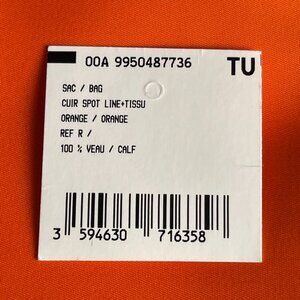 00A 9950487736 TU
SAC / BAG
CUIR SPOT LINE+TISSU
ORANGE / ORANGE
REF R /
100 % VEAU / CALF
3 594630 716358